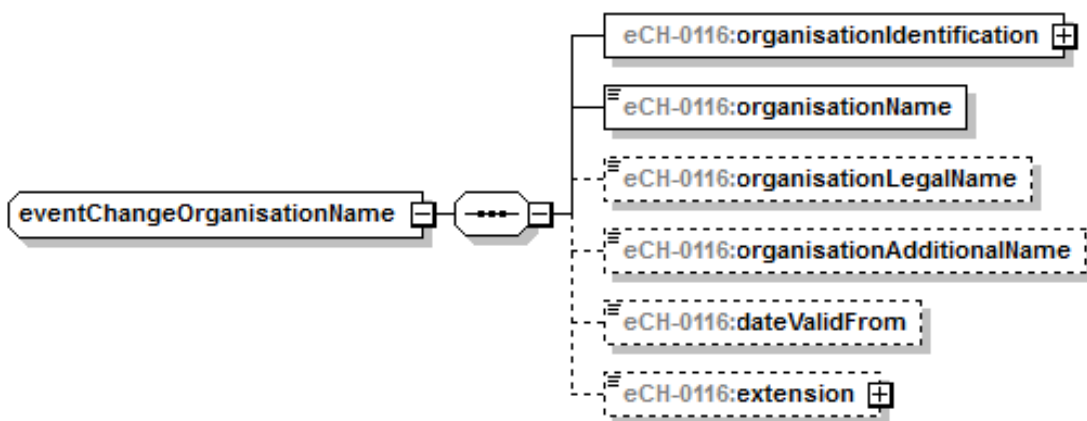 eCH-0116:organisationIdentification
eCH-0116:organisationName
eCH-0116:organisationLegalName
eventChangeOrganisationName
eCH-0116:organisationAdditionalName
eCH-0116:dateValidFrom
eCH-0116:extension